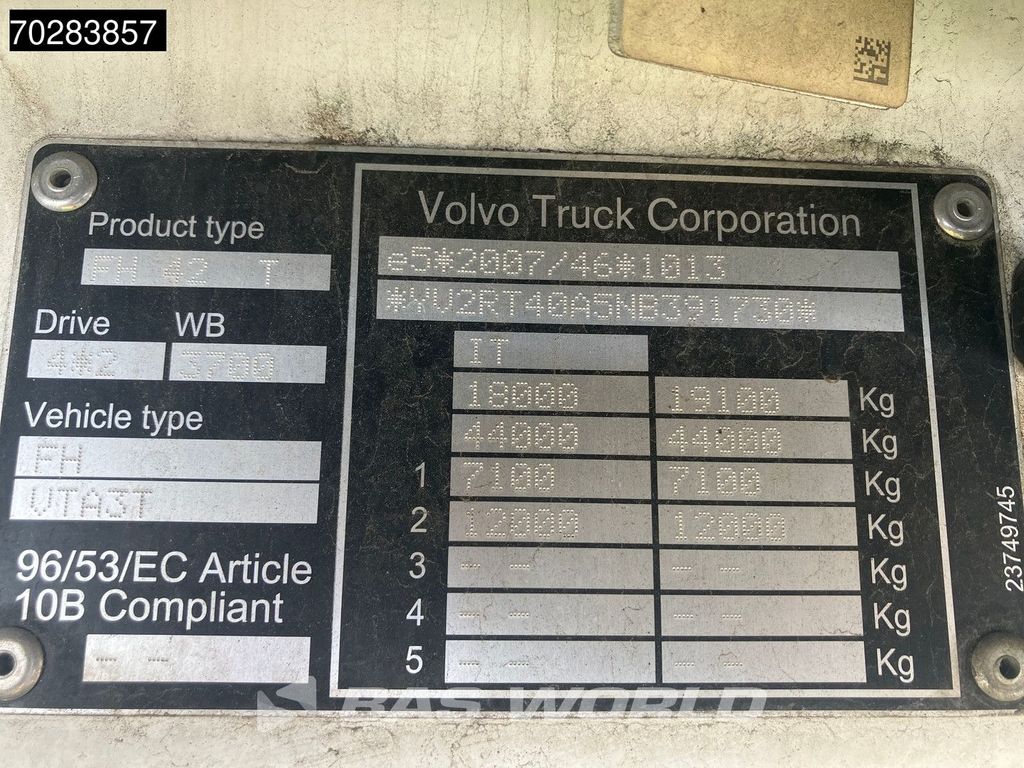 70283857
Product type
FH 42 T
Drive WB
4*2 3700
Vehicle type
FH
VTA3T
96/53/EC Article
10B Compliant
-- --
Volvo Truck Corporation
e5*2007/46*1013
*YV2RT40A5NB391730*
IT
18000 19100 Kg
44000 44000 Kg
1 7100 7100 Kg
2 12000 12000 Kg
3 -- -- -- -- Kg
4 -- -- -- -- Kg
5 -- -- -- -- Kg
23749745
BAS WORLD